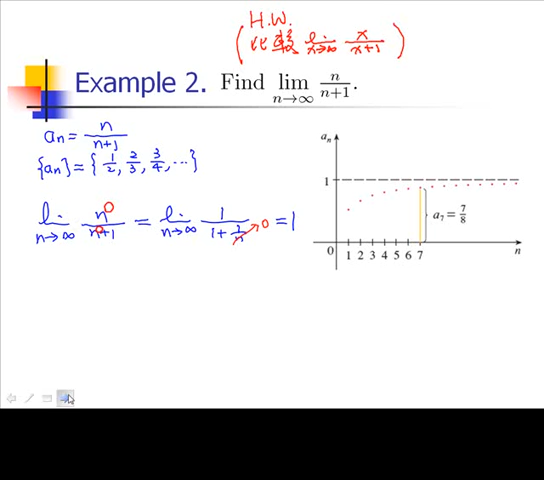 H.W.
(比較 lim x→∞ x/x+1)
Example 2. Find lim n→∞ n/n+1.
an = n/n+1
{an} = {1/2, 2/3, 3/4, ...}
lim n→∞ n/n+1 = lim n→∞ 1/1+1/n →0 = 1
an
1
a7 = 7/8
0 1 2 3 4 5 6 7 n